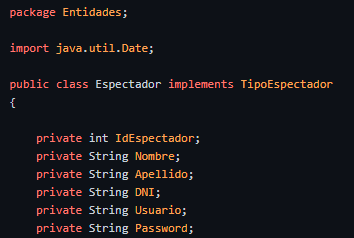 package Entidades;
import java.util.Date;
public class Espectador implements TipoEspectador
{
private int IdEspectador;
private String Nombre;
private String Apellido;
private String DNI;
private String Usuario;
private String Password;